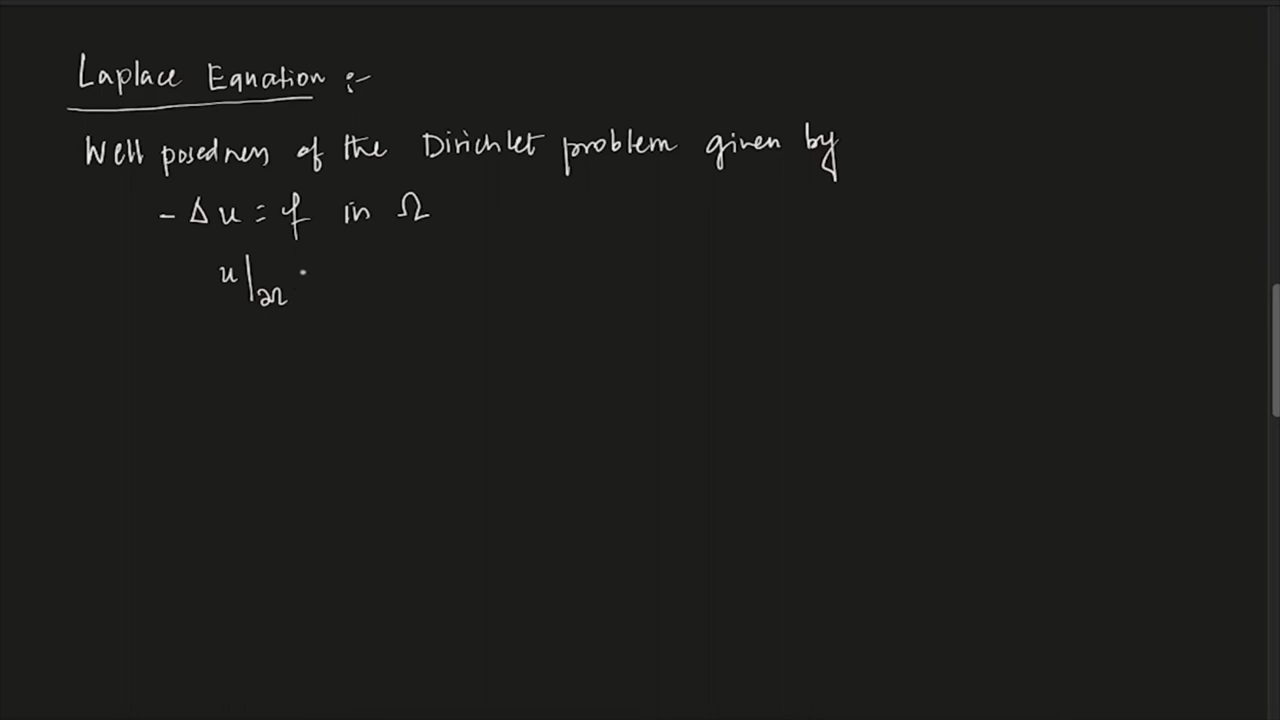 Laplace Equation :-
Well posedness of the Dirichlet problem given by
- Δu = f in Ω
u|∂Ω